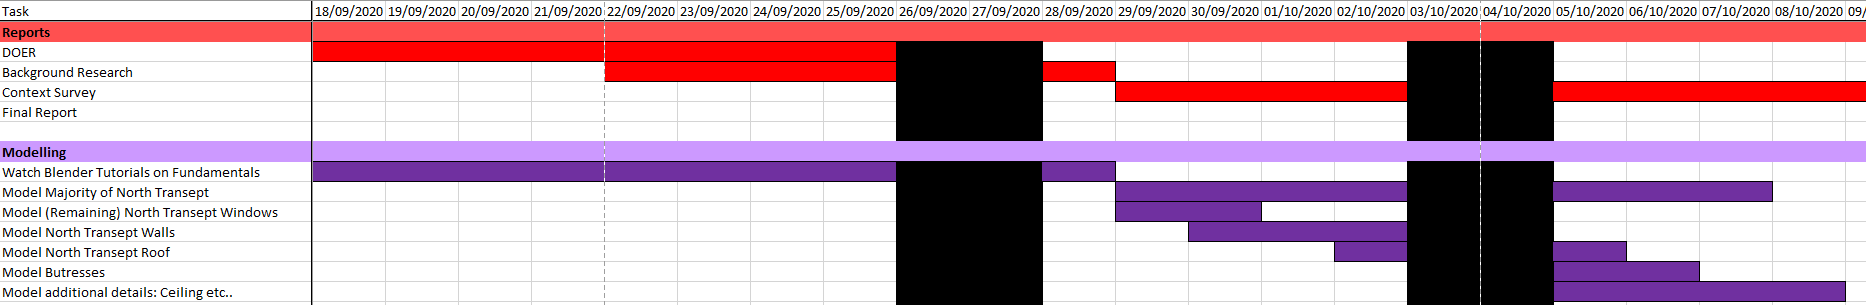 Task 18/09/2020 19/09/2020 20/09/2020 21/09/2020 22/09/2020 23/09/2020 24/09/2020 25/09/2020 26/09/2020 27/09/2020 28/09/2020 29/09/2020 30/09/2020 01/10/2020 02/10/2020 03/10/2020 04/10/2020 05/10/2020 06/10/2020 07/10/2020 08/10/2020 09/
Reports
DOER
Background Research
Context Survey
Final Report
Modelling
Watch Blender Tutorials on Fundamentals
Model Majority of North Transept
Model (Remaining) North Transept Windows
Model North Transept Walls
Model North Transept Roof
Model Butresses
Model additional details: Ceiling etc..